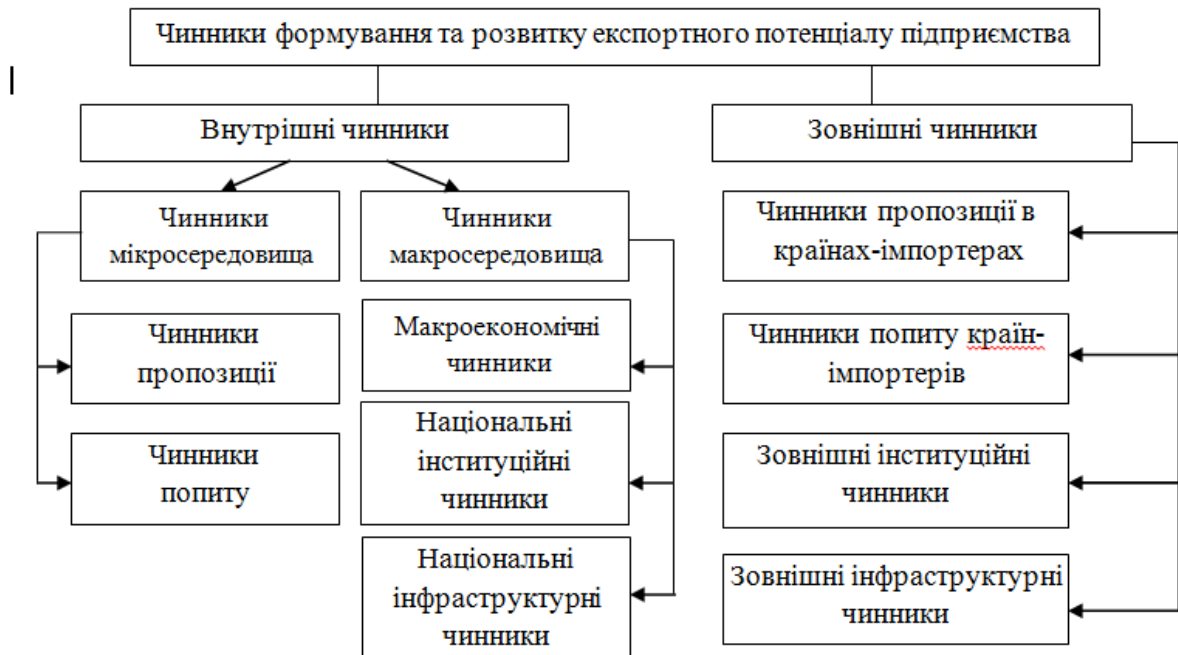 Чинники формування та розвитку експортного потенціалу підприємства
Внутрішні чинники
Зовнішні чинники
Чинники
мікросередовища
Чинники
макросередовища
Чинники пропозиції в
країнах-імпортерах
Чинники
пропозиції
Макроекономічні
чинники
Чинники попиту країн-
імпортерів
Чинники
попиту
Національні
інституційні
чинники
Зовнішні інституційні
чинники
Національні
інфраструктурні
чинники
Зовнішні інфраструктурні
чинники